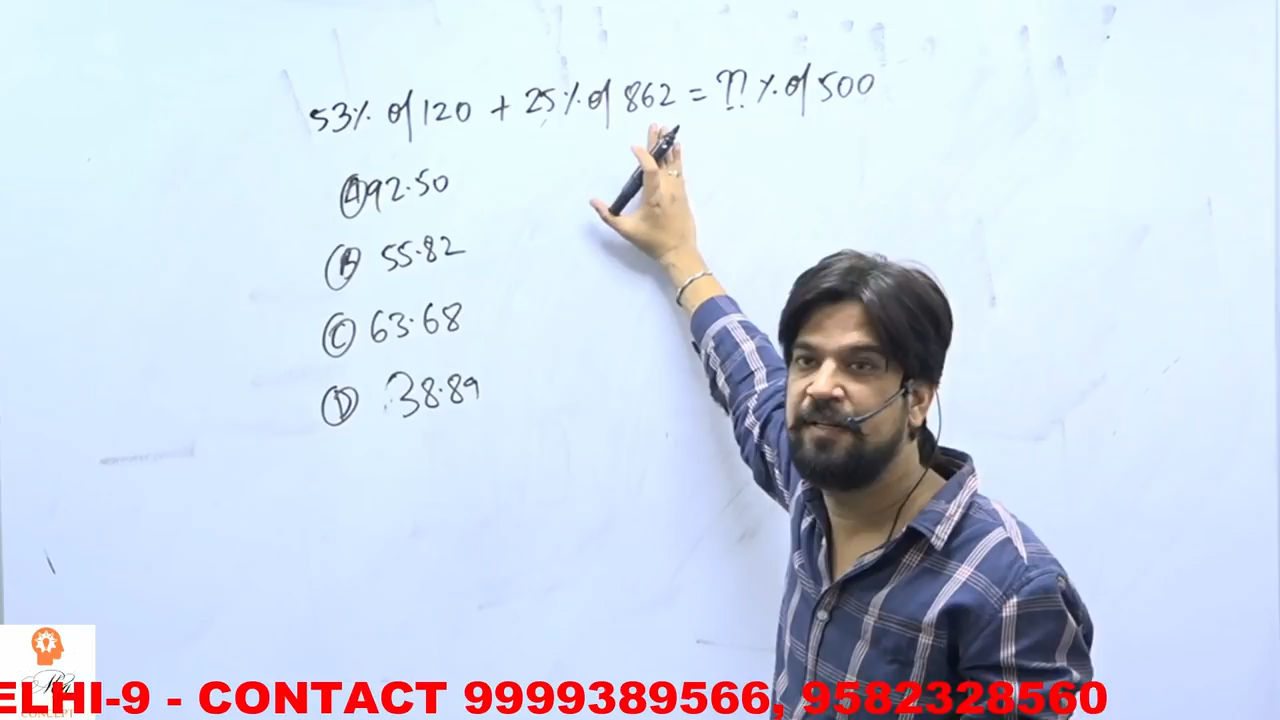 53% of 120 + 25% of 862 = ??% of 500
(A) 92.50
(B) 55.82
(C) 63.68
(D) 38.89
ELHI-9 - CONTACT 9999389566, 9582328560
CONCEPT